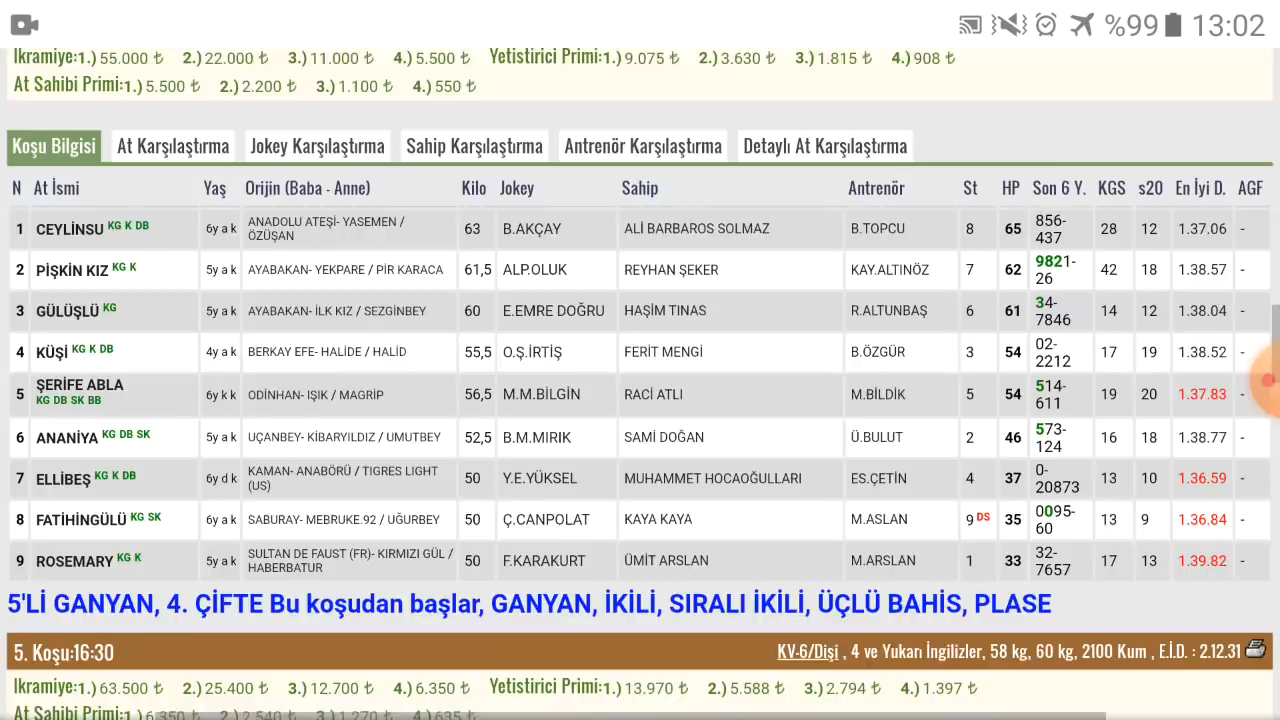 %99 13:02
Ikramiye:1.) 55.000 ₺ 2.) 22.000 ₺ 3.) 11.000 ₺ 4.) 5.500 ₺ Yetistirici Primi:1.) 9.075 ₺ 2.) 3.630 ₺ 3.) 1.815 ₺ 4.) 908 ₺
At Sahibi Primi:1.) 5.500 ₺ 2.) 2.200 ₺ 3.) 1.100 ₺ 4.) 550 ₺
Koşu Bilgisi At Karşılaştırma Jokey Karşılaştırma Sahip Karşılaştırma Antrenör Karşılaştırma Detaylı At Karşılaştırma
N At İsmi Yaş Orijin (Baba - Anne) Kilo Jokey Sahip Antrenör St HP Son 6 Y. KGS s20 En İyi D. AGF
1 CEYLİNSU KG K DB 6y a k ANADOLU ATEŞİ- YASEMEN / ÖZÜŞAN 63 B.AKÇAY ALİ BARBAROS SOLMAZ B.TOPCU 8 65 856-437 28 12 1.37.06 -
2 PİŞKİN KIZ KG K 5y a k AYABAKAN- YEKPARE / PİR KARACA 61,5 ALP.OLUK REYHAN ŞEKER KAY.ALTINÖZ 7 62 9821-26 42 18 1.38.57 -
3 GÜLÜŞLÜ KG 5y a k AYABAKAN- İLK KIZ / SEZGİNBEY 60 E.EMRE DOĞRU HAŞİM TINAS R.ALTUNBAŞ 6 61 34-7846 14 12 1.38.04 -
4 KÜŞİ KG K DB 4y a k BERKAY EFE- HALİDE / HALİD 55,5 O.Ş.İRTİŞ FERİT MENGİ B.ÖZGÜR 3 54 02-2212 17 19 1.38.52 -
5 ŞERİFE ABLA KG DB SK BB 6y k k ODİNHAN- IŞIK / MAGRİP 56,5 M.M.BİLGİN RACİ ATLI M.BİLDİK 5 54 514-611 19 20 1.37.83 -
6 ANANİYA KG DB SK 5y a k UÇANBEY- KİBARYILDIZ / UMUTBEY 52,5 B.M.MIRIK SAMİ DOĞAN Ü.BULUT 2 46 573-124 16 18 1.38.77 -
7 ELLİBEŞ KG K DB 6y d k KAMAN- ANABÖRÜ / TIGRES LIGHT (US) 50 Y.E.YÜKSEL MUHAMMET HOCAOĞULLARI ES.ÇETİN 4 37 0-20873 13 10 1.36.59 -
8 FATİHİNGÜLÜ KG SK 6y a k SABURAY- MEBRUKE.92 / UĞURBEY 50 Ç.CANPOLAT KAYA KAYA M.ASLAN 9 DS 35 0095-60 13 9 1.36.84 -
9 ROSEMARY KG K 5y a k SULTAN DE FAUST (FR)- KIRMIZI GÜL / HABERBATUR 50 F.KARAKURT ÜMİT ARSLAN M.ARSLAN 1 33 32-7657 17 13 1.39.82 -
5'Lİ GANYAN, 4. ÇİFTE Bu koşudan başlar, GANYAN, İKİLİ, SIRALI İKİLİ, ÜÇLÜ BAHİS, PLASE
5. Koşu:16:30 KV-6/Dişi , 4 ve Yukarı İngilizler, 58 kg, 60 kg, 2100 Kum , E.İ.D. : 2.12.31
Ikramiye:1.) 63.500 ₺ 2.) 25.400 ₺ 3.) 12.700 ₺ 4.) 6.350 ₺ Yetistirici Primi:1.) 13.970 ₺ 2.) 5.588 ₺ 3.) 2.794 ₺ 4.) 1.397 ₺
At Sahibi Primi:1.) 6.350 ₺ 2.) 2.540 ₺ 3.) 1.270 ₺ 4.) 635 ₺